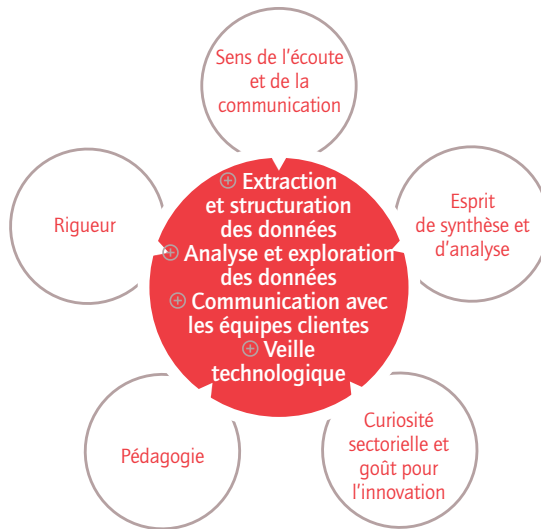 Sens de l'écoute
et de la
communication
⊕ Extraction
et structuration
des données
⊕ Analyse et exploration
des données
⊕ Communication avec
les équipes clientes
⊕ Veille
technologique
Esprit
de synthèse et
d'analyse
Curiosité
sectorielle et
goût pour
l'innovation
Pédagogie
Rigueur